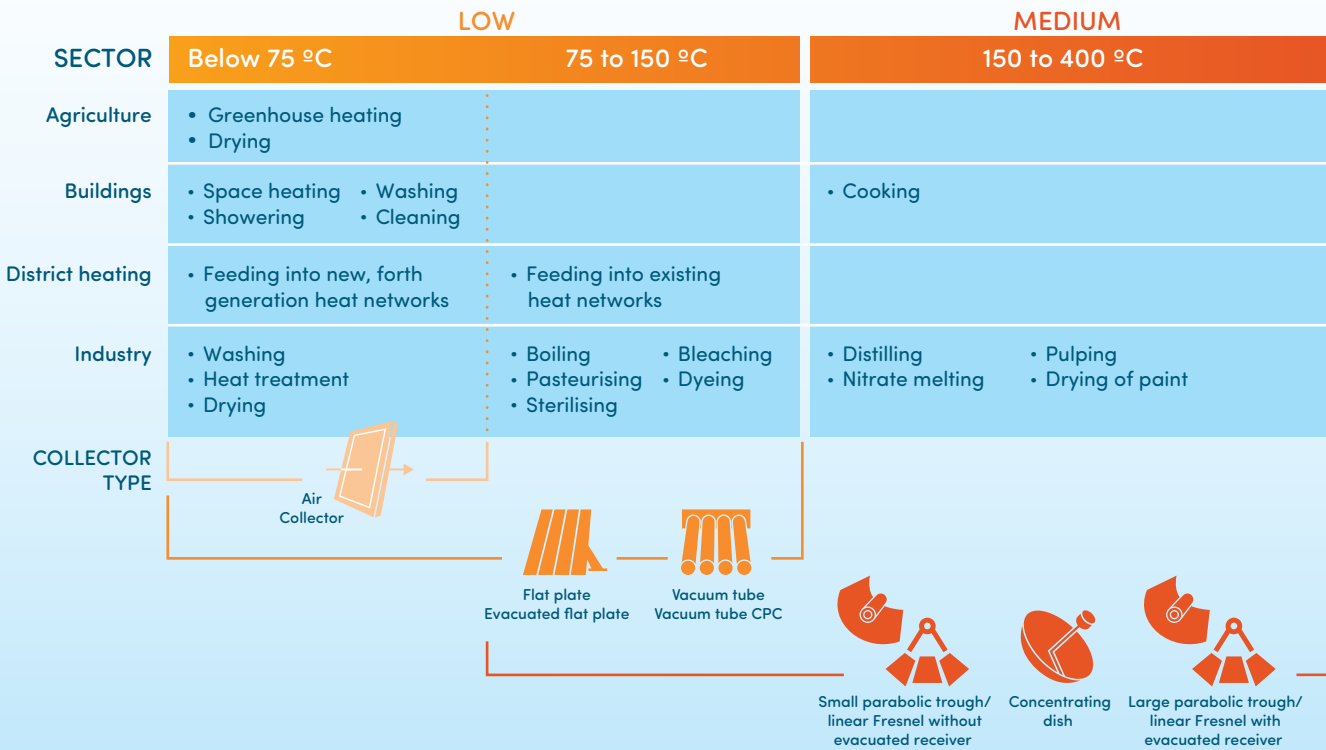 LOW
MEDIUM
SECTOR
Below 75 ºC
75 to 150 ºC
150 to 400 ºC
Agriculture
• Greenhouse heating
• Drying
Buildings
• Space heating
• Showering
• Washing
• Cleaning
• Cooking
District heating
• Feeding into new, forth
generation heat networks
• Feeding into existing
heat networks
Industry
• Washing
• Heat treatment
• Drying
• Boiling
• Pasteurising
• Sterilising
• Bleaching
• Dyeing
• Distilling
• Nitrate melting
• Pulping
• Drying of paint
COLLECTOR
TYPE
Air
Collector
Flat plate
Evacuated flat plate
Vacuum tube
Vacuum tube CPC
Small parabolic trough/
linear Fresnel without
evacuated receiver
Concentrating
dish
Large parabolic trough/
linear Fresnel with
evacuated receiver